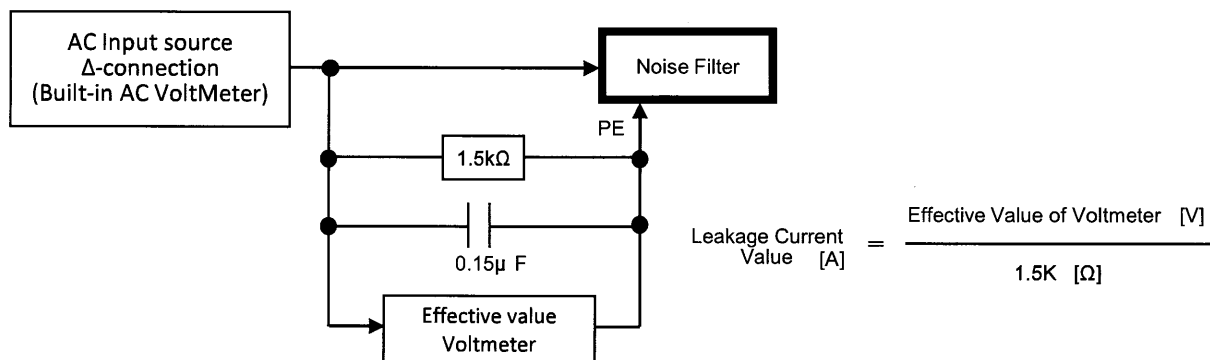 AC Input source
Δ-connection
(Built-in AC VoltMeter)
Noise Filter
PE
1.5kΩ
0.15μ F
Effective value
Voltmeter
Leakage Current
Value [A]
=
Effective Value of Voltmeter [V]
1.5K [Ω]